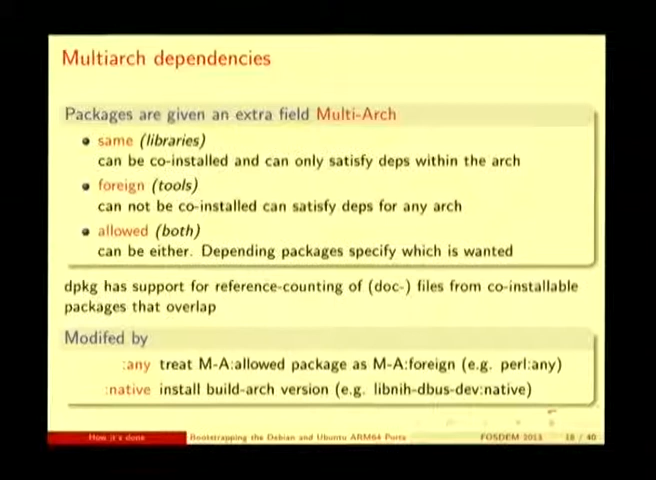 Multiarch dependencies
Packages are given an extra field Multi-Arch
same (libraries)
can be co-installed and can only satisfy deps within the arch
foreign (tools)
can not be co-installed can satisfy deps for any arch
allowed (both)
can be either. Depending packages specify which is wanted
dpkg has support for reference-counting of (doc-) files from co-installable
packages that overlap
Modifed by
:any treat M-A:allowed package as M-A:foreign (e.g. perl:any)
:native install build-arch version (e.g. libnih-dbus-dev:native)
How it's done Bootstrapping the Debian and Ubuntu ARM64 Ports FOSDEM 2013 18 / 40